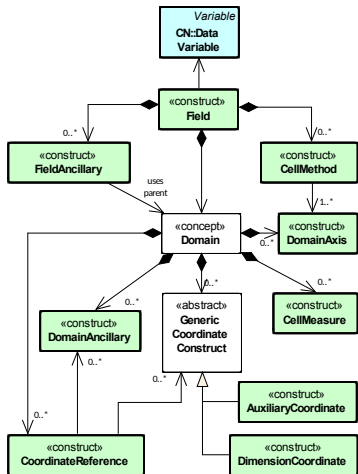 Variable
CN::Data
Variable
«construct»
Field
0..*
0..*
«construct»
FieldAncillary
«construct»
CellMethod
uses
parent
1..*
«concept»
Domain
«construct»
DomainAxis
0..*
0..*
0..*
0..*
«construct»
DomainAncillary
«abstract»
Generic
Coordinate
Construct
«construct»
CellMeasure
0..*
0..*
0..*
«construct»
AuxiliaryCoordinate
«construct»
CoordinateReference
«construct»
DimensionCoordinate